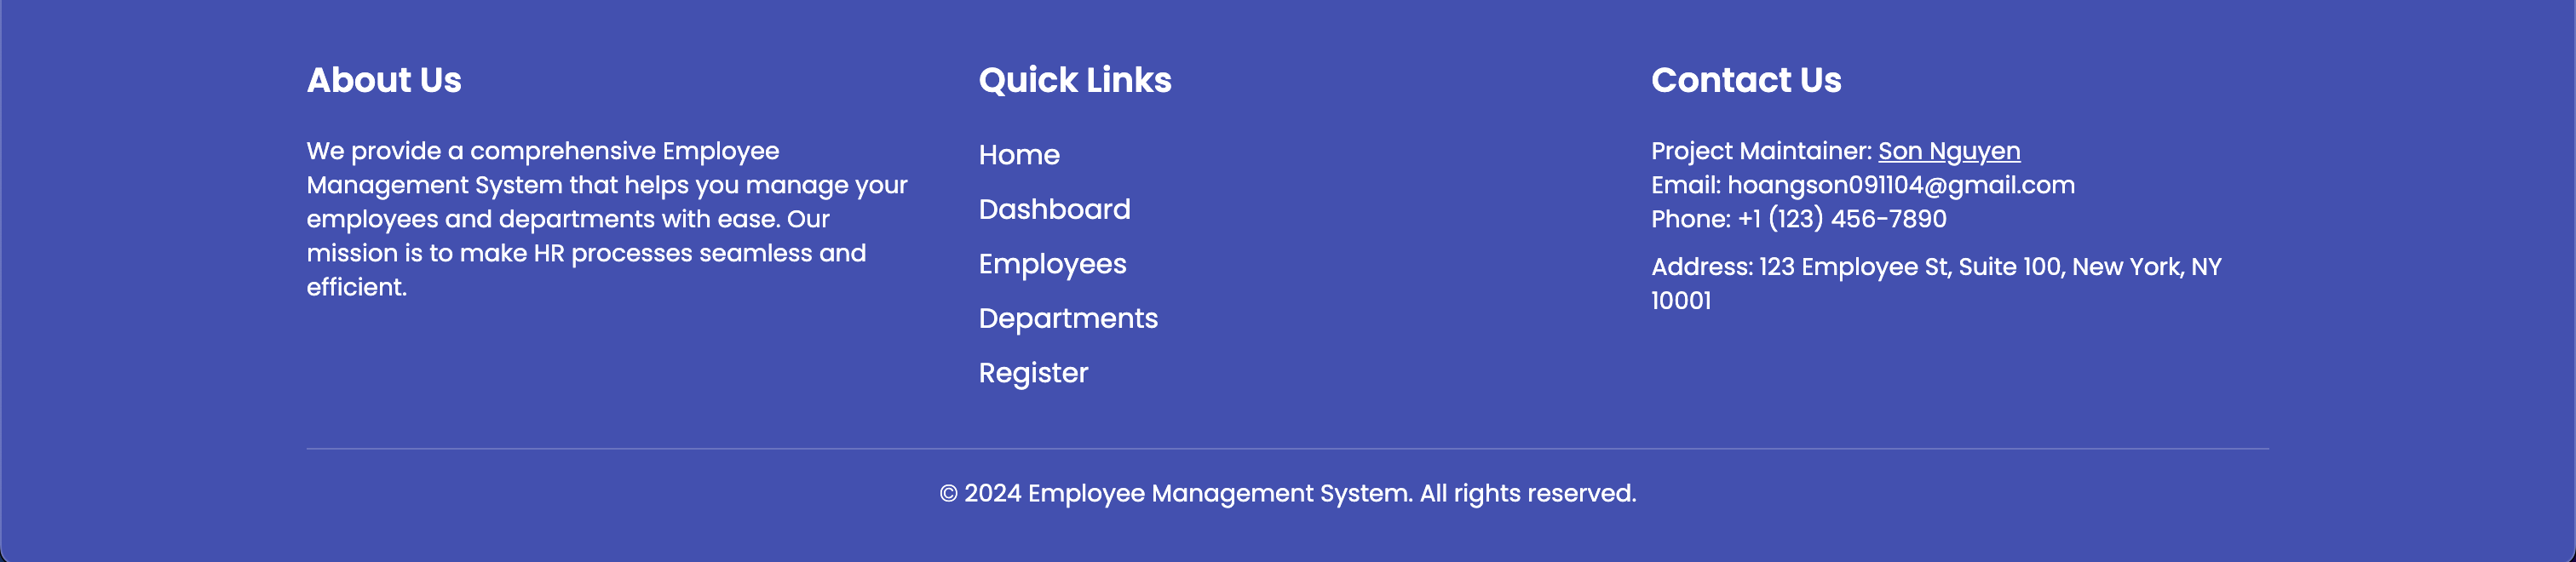 About Us
We provide a comprehensive Employee
Management System that helps you manage your
employees and departments with ease. Our
mission is to make HR processes seamless and
efficient.
Quick Links
Home
Dashboard
Employees
Departments
Register
Contact Us
Project Maintainer: Son Nguyen
Email: hoangson091104@gmail.com
Phone: +1 (123) 456-7890
Address: 123 Employee St, Suite 100, New York, NY
10001
© 2024 Employee Management System. All rights reserved.